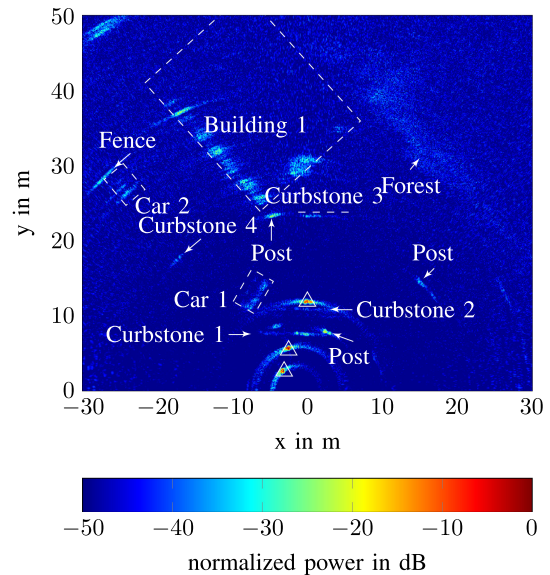 50
40
Building 1
Fence
30
y in m
Curbstone 3
Forest
Car 2
Curbstone 4
20
Post
Post
Car 1
10
Curbstone 2
Curbstone 1
Post
0
−30 −20 −10 0 10 20 30
x in m
−50 −40 −30 −20 −10 0
normalized power in dB